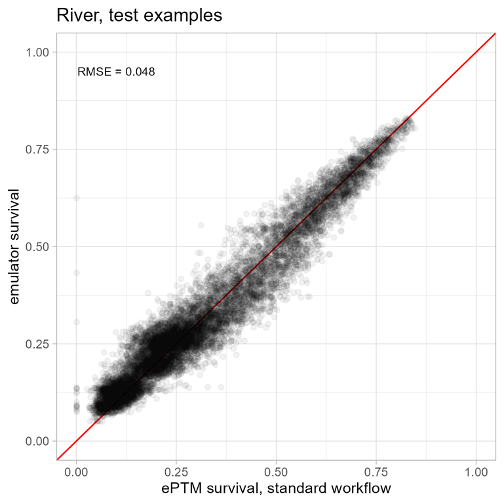 River, test examples
RMSE = 0.048
1.00
0.75
0.50
0.25
0.00
emulator survival
0.00 0.25 0.50 0.75 1.00
ePTM survival, standard workflow